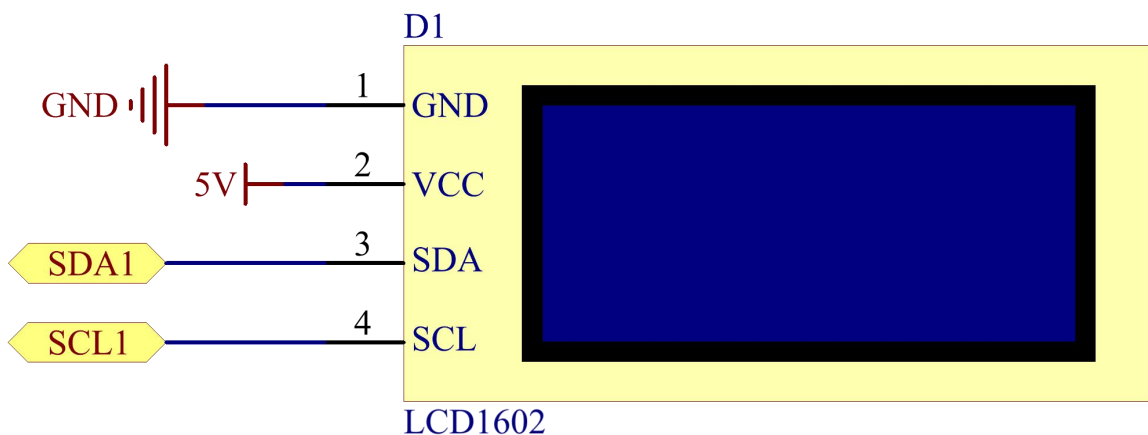 D1
GND 1 GND
5V 2 VCC
SDA1 3 SDA
SCL1 4 SCL
LCD1602